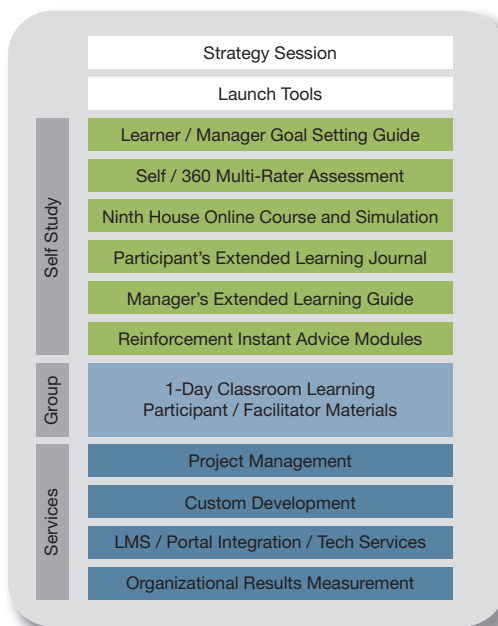 Strategy Session
Launch Tools
Self Study
Learner / Manager Goal Setting Guide
Self / 360 Multi-Rater Assessment
Ninth House Online Course and Simulation
Participant's Extended Learning Journal
Manager's Extended Learning Guide
Reinforcement Instant Advice Modules
Group
1-Day Classroom Learning
Participant / Facilitator Materials
Services
Project Management
Custom Development
LMS / Portal Integration / Tech Services
Organizational Results Measurement